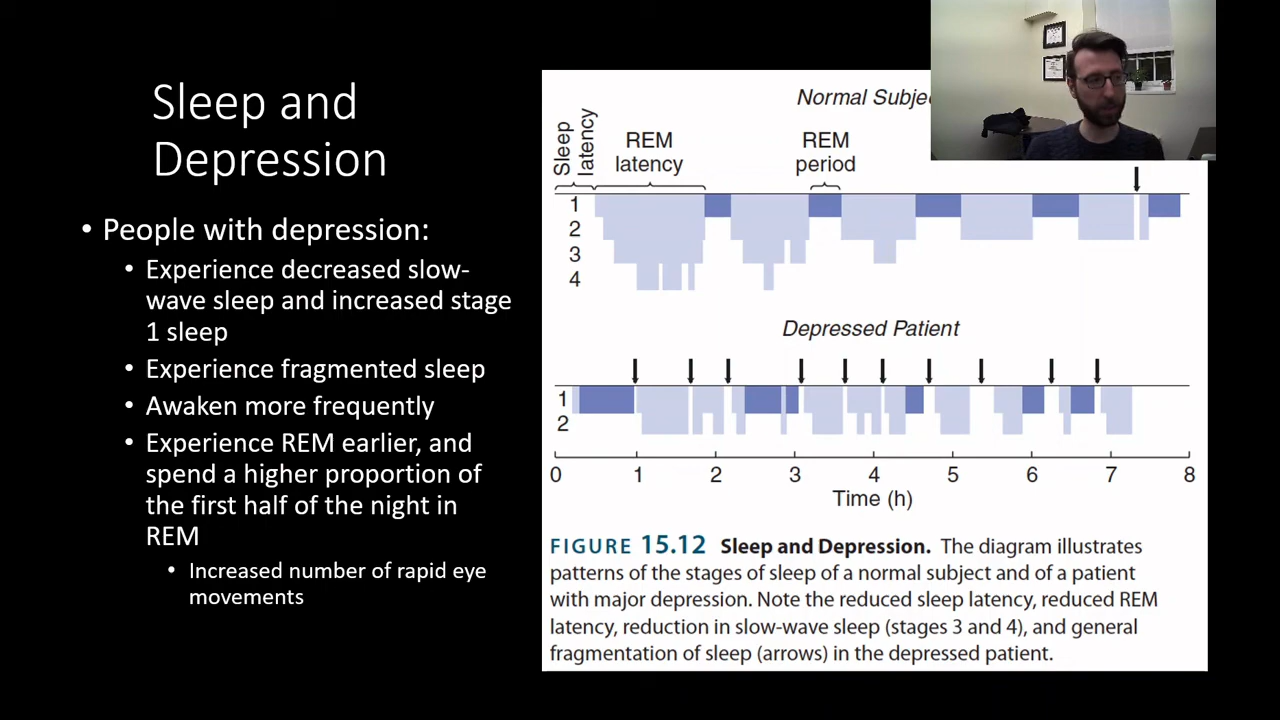 Sleep and
Depression
• People with depression:
• Experience decreased slow-
wave sleep and increased stage
1 sleep
• Experience fragmented sleep
• Awaken more frequently
• Experience REM earlier, and
spend a higher proportion of
the first half of the night in
REM
• Increased number of rapid eye
movements
Normal
Sleep
latency
REM
latency
REM
period
1
2
3
4
Depressed Patient
1
2
0 1 2 3 4 5 6 7 8
Time (h)
FIGURE 15.12 Sleep and Depression. The diagram illustrates
patterns of the stages of sleep of a normal subject and of a patient
with major depression. Note the reduced sleep latency, reduced REM
latency, reduction in slow-wave sleep (stages 3 and 4), and general
fragmentation of sleep (arrows) in the depressed patient.